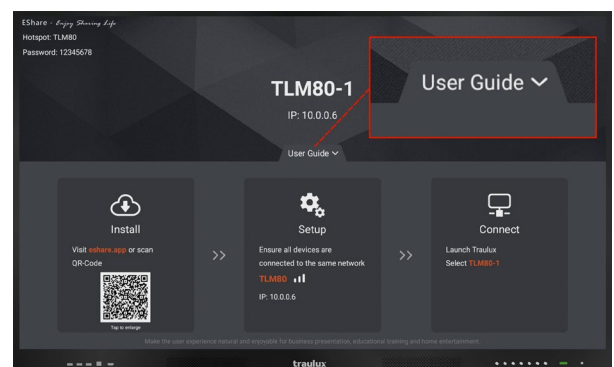 EShare - Enjoy Sharing Life
Hotspot: TLM80
Password: 12345678
TLM80-1
IP: 10.0.0.6
User Guide
User Guide
Install
Visit eshare.app or scan
QR-Code
Tap to enlarge
Setup
Ensure all devices are
connected to the same network
TLM80
IP: 10.0.0.6
Connect
Launch Traulux
Select TLM80-1
Make the user experience natural and enjoyable for business presentation, educational training and home entertainment.
traulux